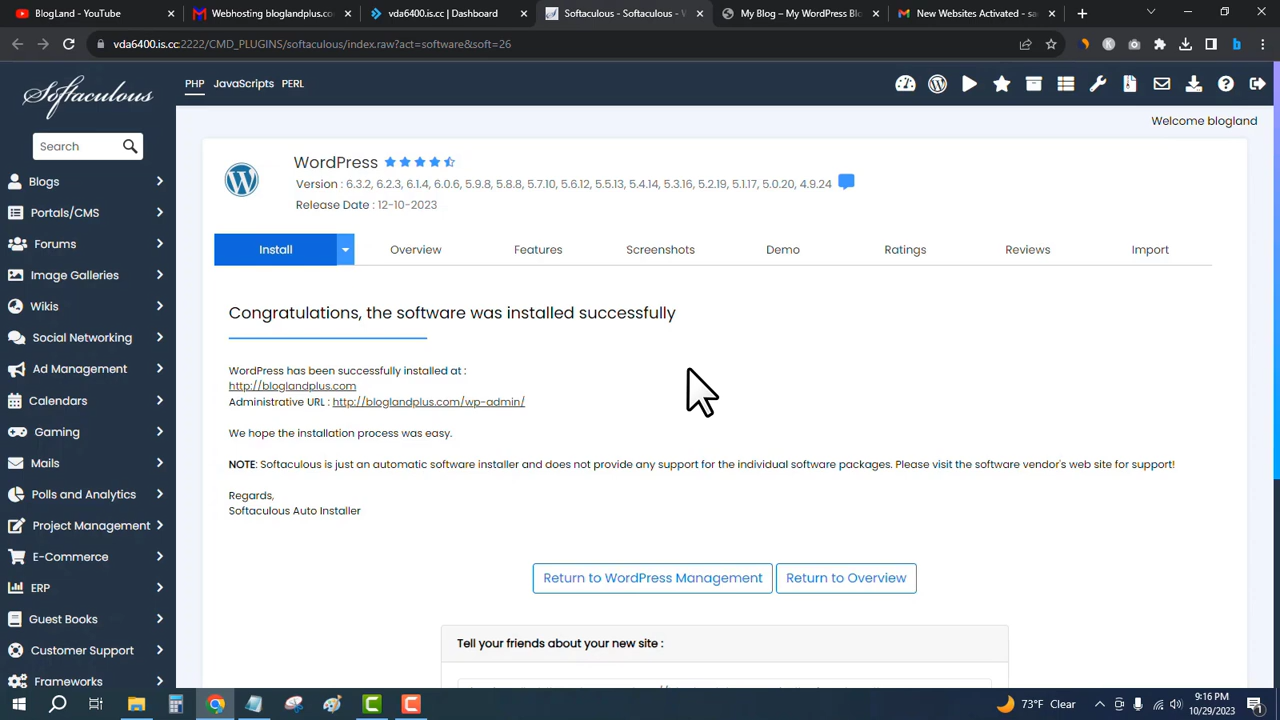 BlogLand - YouTube
Webhosting bloglandplus.co
vda6400.is.cc | Dashboard
Softaculous - Softaculous - W
My Blog – My WordPress Blo
New Websites Activated - sa
vda6400.is.cc:2222/CMD_PLUGINS/softaculous/index.raw?act=software&soft=26
Softaculous
PHP JavaScripts PERL
Welcome blogland
Search
Blogs
Portals/CMS
Forums
Image Galleries
Wikis
Social Networking
Ad Management
Calendars
Gaming
Mails
Polls and Analytics
Project Management
E-Commerce
ERP
Guest Books
Customer Support
Frameworks
WordPress
Version : 6.3.2, 6.2.3, 6.1.4, 6.0.6, 5.9.8, 5.8.8, 5.7.10, 5.6.12, 5.5.13, 5.4.14, 5.3.16, 5.2.19, 5.1.17, 5.0.20, 4.9.24
Release Date : 12-10-2023
Install Overview Features Screenshots Demo Ratings Reviews Import
Congratulations, the software was installed successfully
WordPress has been successfully installed at :
http://bloglandplus.com
Administrative URL : http://bloglandplus.com/wp-admin/
We hope the installation process was easy.
NOTE: Softaculous is just an automatic software installer and does not provide any support for the individual software packages. Please visit the software vendor's web site for support!
Regards,
Softaculous Auto Installer
Return to WordPress Management Return to Overview
Tell your friends about your new site :
73°F Clear
9:16 PM
10/29/2023